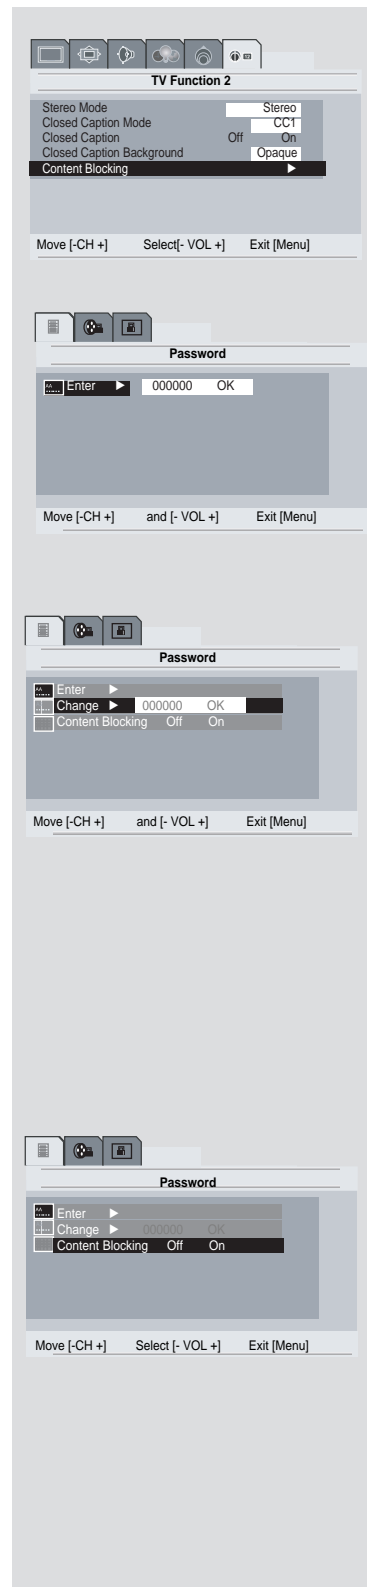 TV Function 2
Stereo Mode Stereo
Closed Caption Mode CC1
Closed Caption Off On
Closed Caption Background Opaque
Content Blocking ▶
Move [-CH +] Select[- VOL +] Exit [Menu]
Password
Enter ▶ 000000 OK
Move [-CH +] and [- VOL +] Exit [Menu]
Password
Enter ▶
Change ▶ 000000 OK
Content Blocking Off On
Move [-CH +] and [- VOL +] Exit [Menu]
Password
Enter ▶
Change ▶ 000000 OK
Content Blocking Off On
Move [-CH +] Select [- VOL +] Exit [Menu]